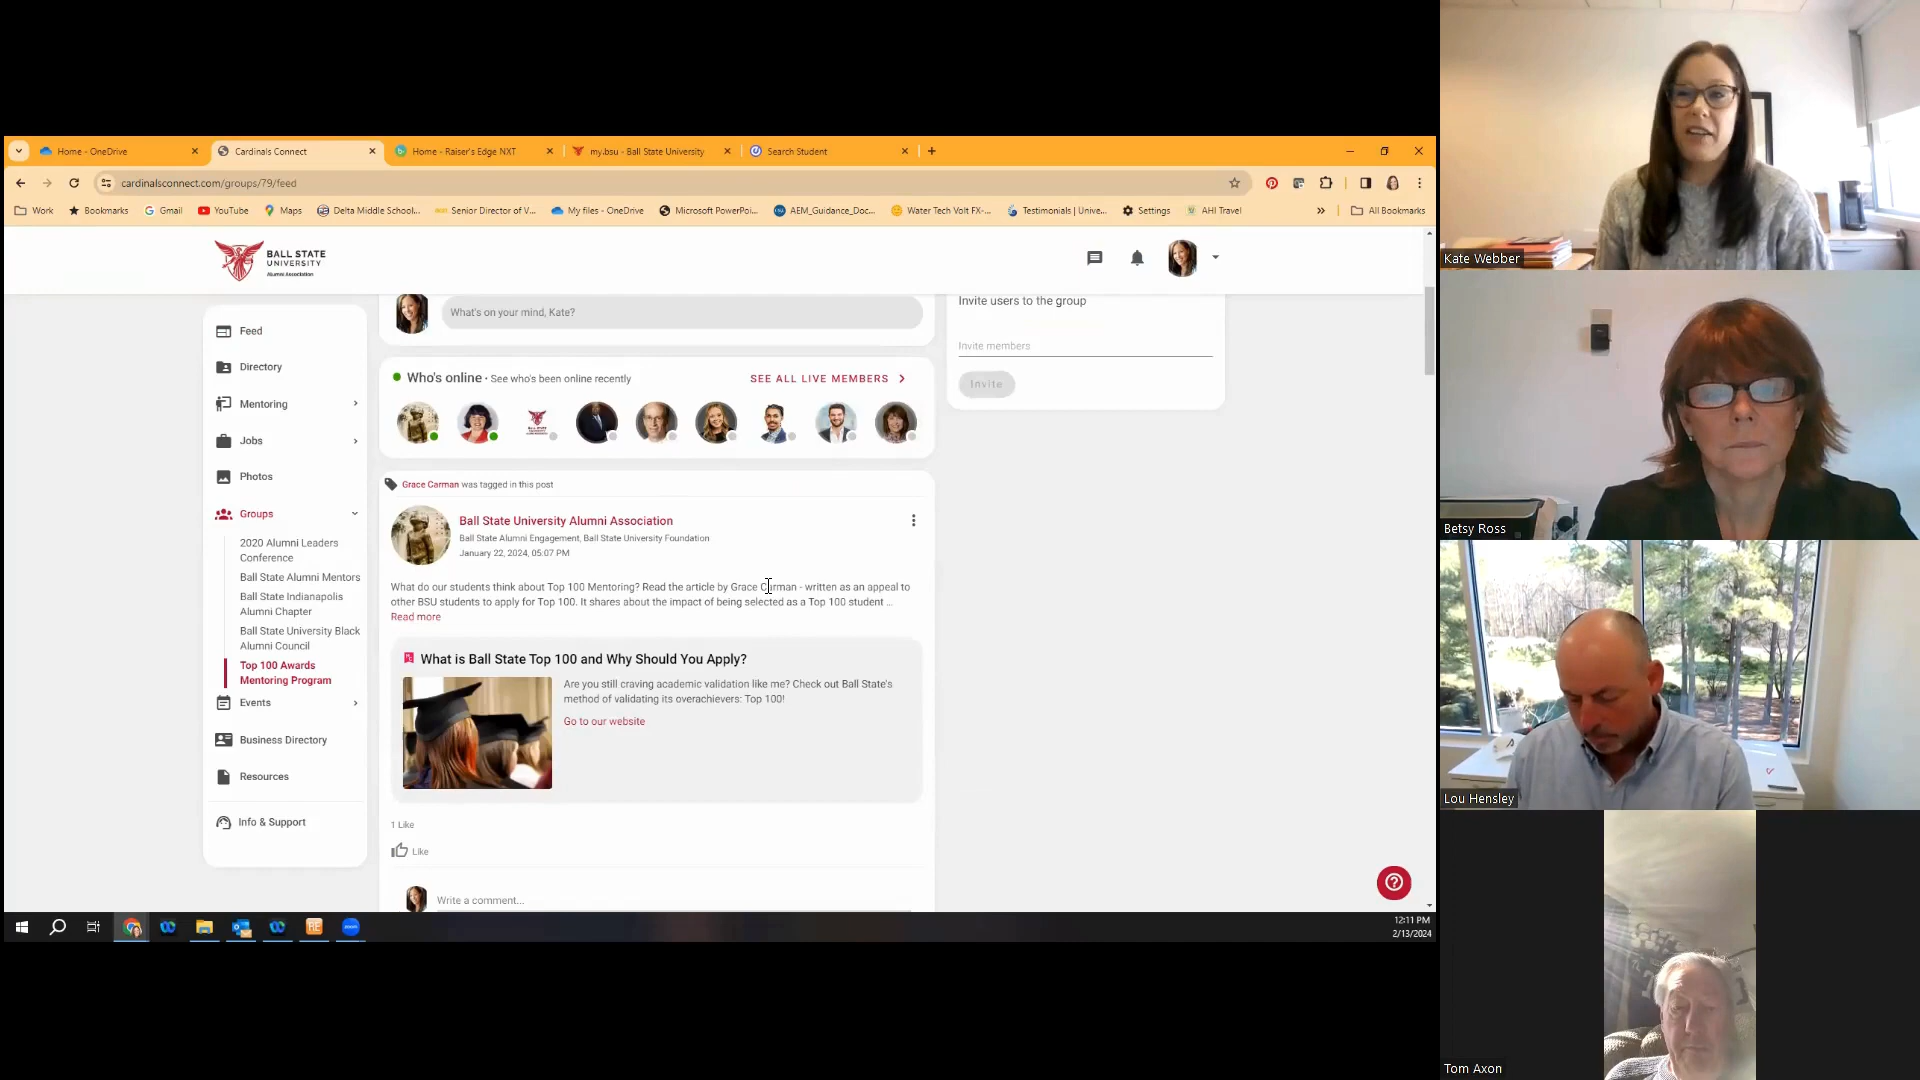 Home - OneDrive
Cardinals Connect
Home - Raiser's Edge NXT
my.bsu - Ball State University
Search Student
cardinalsconnect.com/groups/79/feed
Work
Bookmarks
Gmail
YouTube
Maps
Delta Middle School...
Senior Director of V...
My files - OneDrive
Microsoft PowerPoi...
AEM_Guidance_Doc...
Water Tech Volt FX-...
Testimonials | Unive...
Settings
AHI Travel
All Bookmarks
BALL STATE
UNIVERSITY
Alumni Association
Feed
Directory
Mentoring
Jobs
Photos
Groups
2020 Alumni Leaders
Conference
Ball State Alumni Mentors
Ball State Indianapolis
Alumni Chapter
Ball State University Black
Alumni Council
Top 100 Awards
Mentoring Program
Events
Business Directory
Resources
Info & Support
What's on your mind, Kate?
Who's online • See who's been online recently
SEE ALL LIVE MEMBERS
Grace Carman was tagged in this post
Ball State University Alumni Association
Ball State Alumni Engagement, Ball State University Foundation
January 22, 2024, 05:07 PM
What do our students think about Top 100 Mentoring? Read the article by Grace Carman - written as an appeal to
other BSU students to apply for Top 100. It shares about the impact of being selected as a Top 100 student ...
Read more
What is Ball State Top 100 and Why Should You Apply?
Are you still craving academic validation like me? Check out Ball State's
method of validating its overachievers: Top 100!
Go to our website
1 Like
Like
Write a comment...
Invite users to the group
Invite members
Invite
12:11 PM
2/13/2024
Kate Webber
Betsy Ross
Lou Hensley
Tom Axon